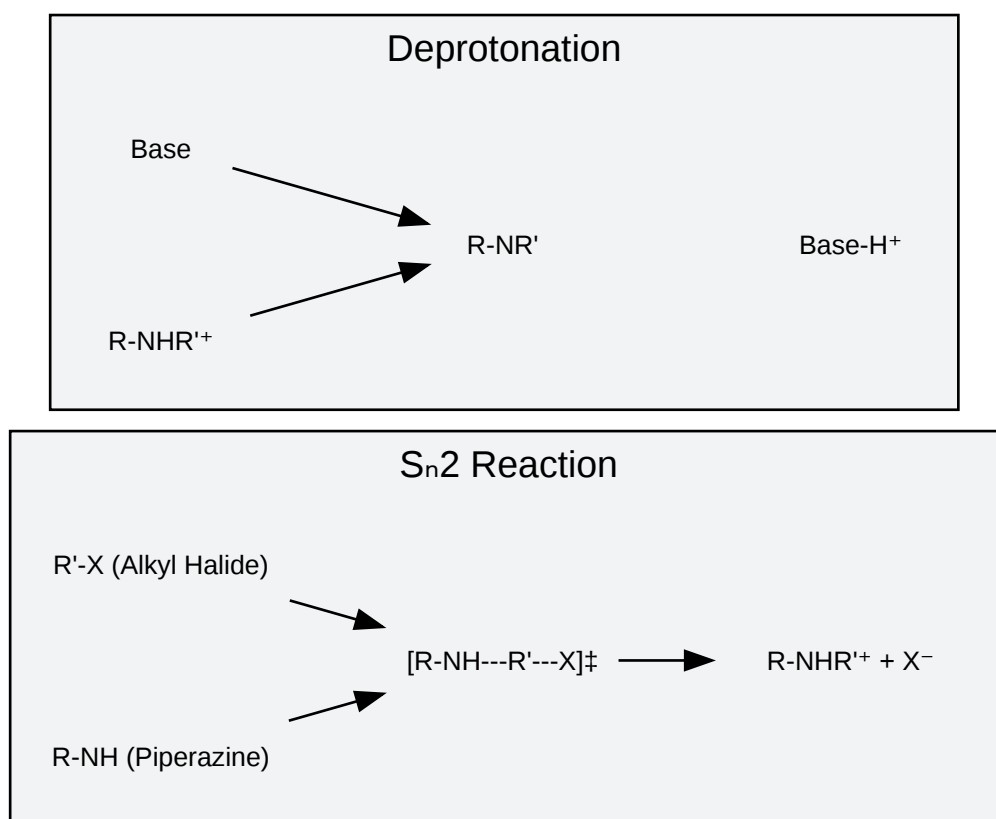 Deprotonation
Base
R-NR'
Base-H⁺
R-NHR'⁺
Sₙ2 Reaction
R'-X (Alkyl Halide)
[R-NH---R'---X]‡
R-NHR'⁺ + X⁻
R-NH (Piperazine)